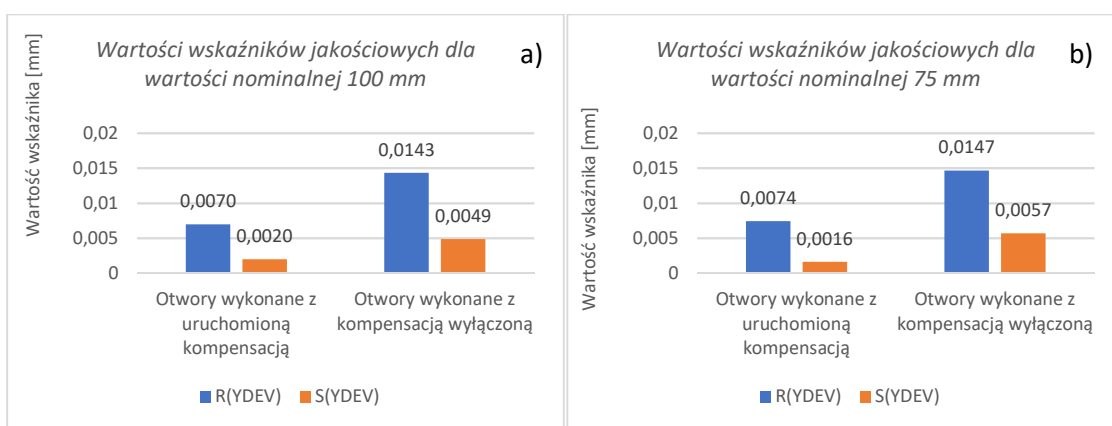 Wartości wskaźników jakościowych dla
wartości nominalnej 100 mm
a)
Wartość wskaźnika [mm]
0,02
0,015
0,01
0,005
0
0,0070
0,0020
0,0143
0,0049
Otwory wykonane z
uruchomioną
kompensacją
Otwory wykonane z
kompensacją wyłączoną
R(YDEV)
S(YDEV)
Wartości wskaźników jakościowych dla
wartości nominalnej 75 mm
b)
Wartość wskaźnika [mm]
0,02
0,015
0,01
0,005
0
0,0074
0,0016
0,0147
0,0057
Otwory wykonane z
uruchomioną
kompensacją
Otwory wykonane z
kompensacją wyłączoną
R(YDEV)
S(YDEV)